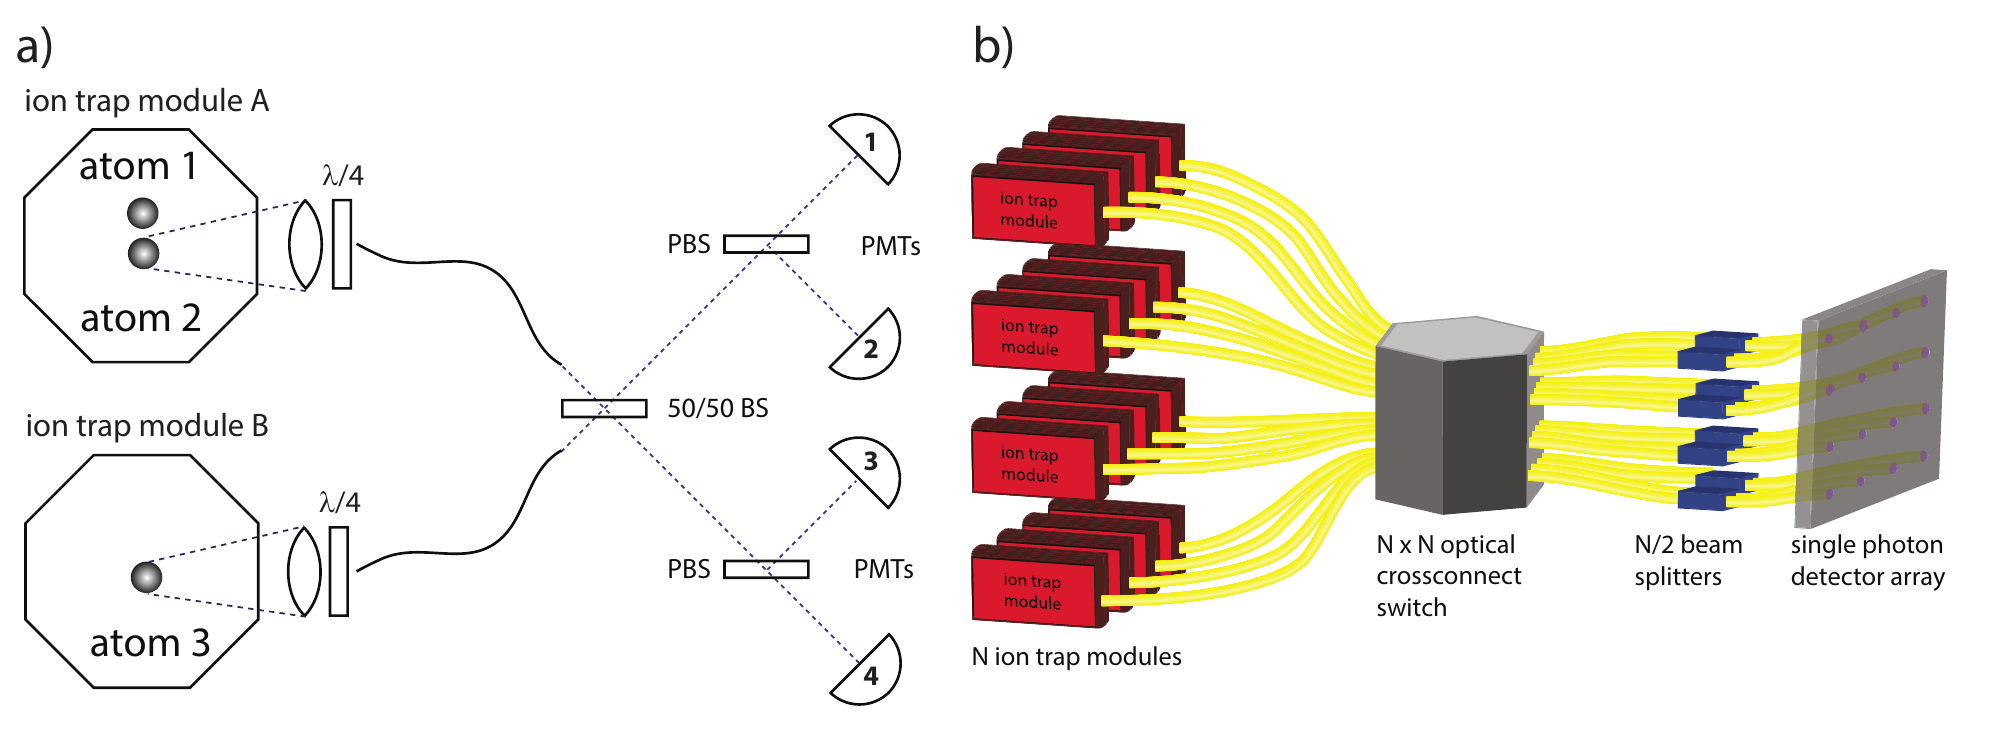 a)
ion trap module A
atom 1
atom 2
λ/4
ion trap module B
atom 3
λ/4
50/50 BS
PBS
PMTs
1
2
PBS
PMTs
3
4
b)
ion trap
module
ion trap
module
ion trap
module
ion trap
module
N ion trap modules
N x N optical
crossconnect
switch
N/2 beam
splitters
single photon
detector array